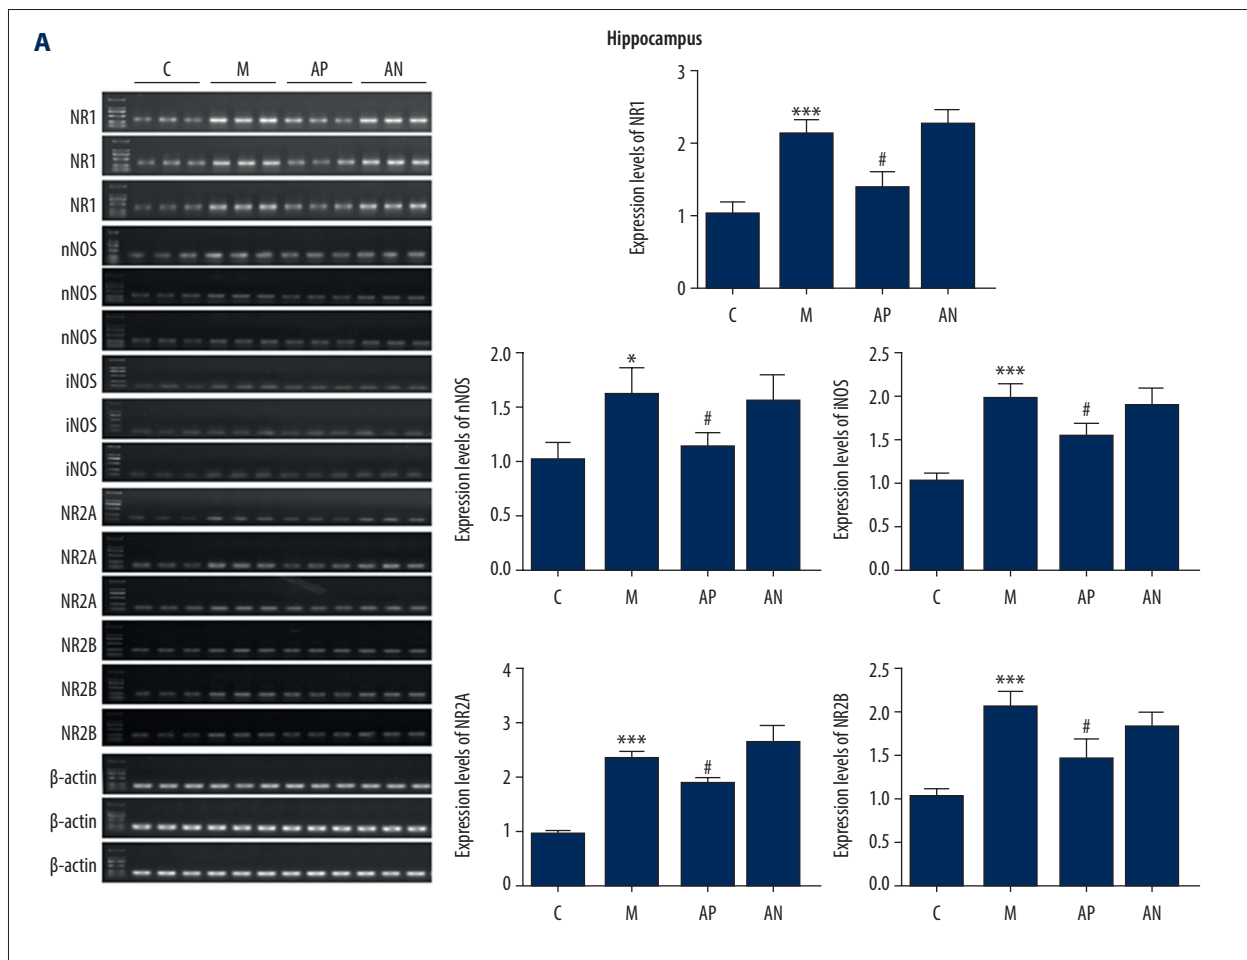 A
Hippocampus
C M AP AN
NR1
NR1
NR1
nNOS
nNOS
nNOS
iNOS
iNOS
iNOS
NR2A
NR2A
NR2A
NR2B
NR2B
NR2B
β-actin
β-actin
β-actin
Expression levels of NR1
3
2
1
0
***
#
C M AP AN
Expression levels of nNOS
2.0
1.5
1.0
0.5
0.0
*
#
C M AP AN
Expression levels of iNOS
2.5
2.0
1.5
1.0
0.5
0.0
***
#
C M AP AN
Expression levels of NR2A
4
3
2
1
0
***
#
C M AP AN
Expression levels of NR2B
2.5
2.0
1.5
1.0
0.5
0.0
***
#
C M AP AN